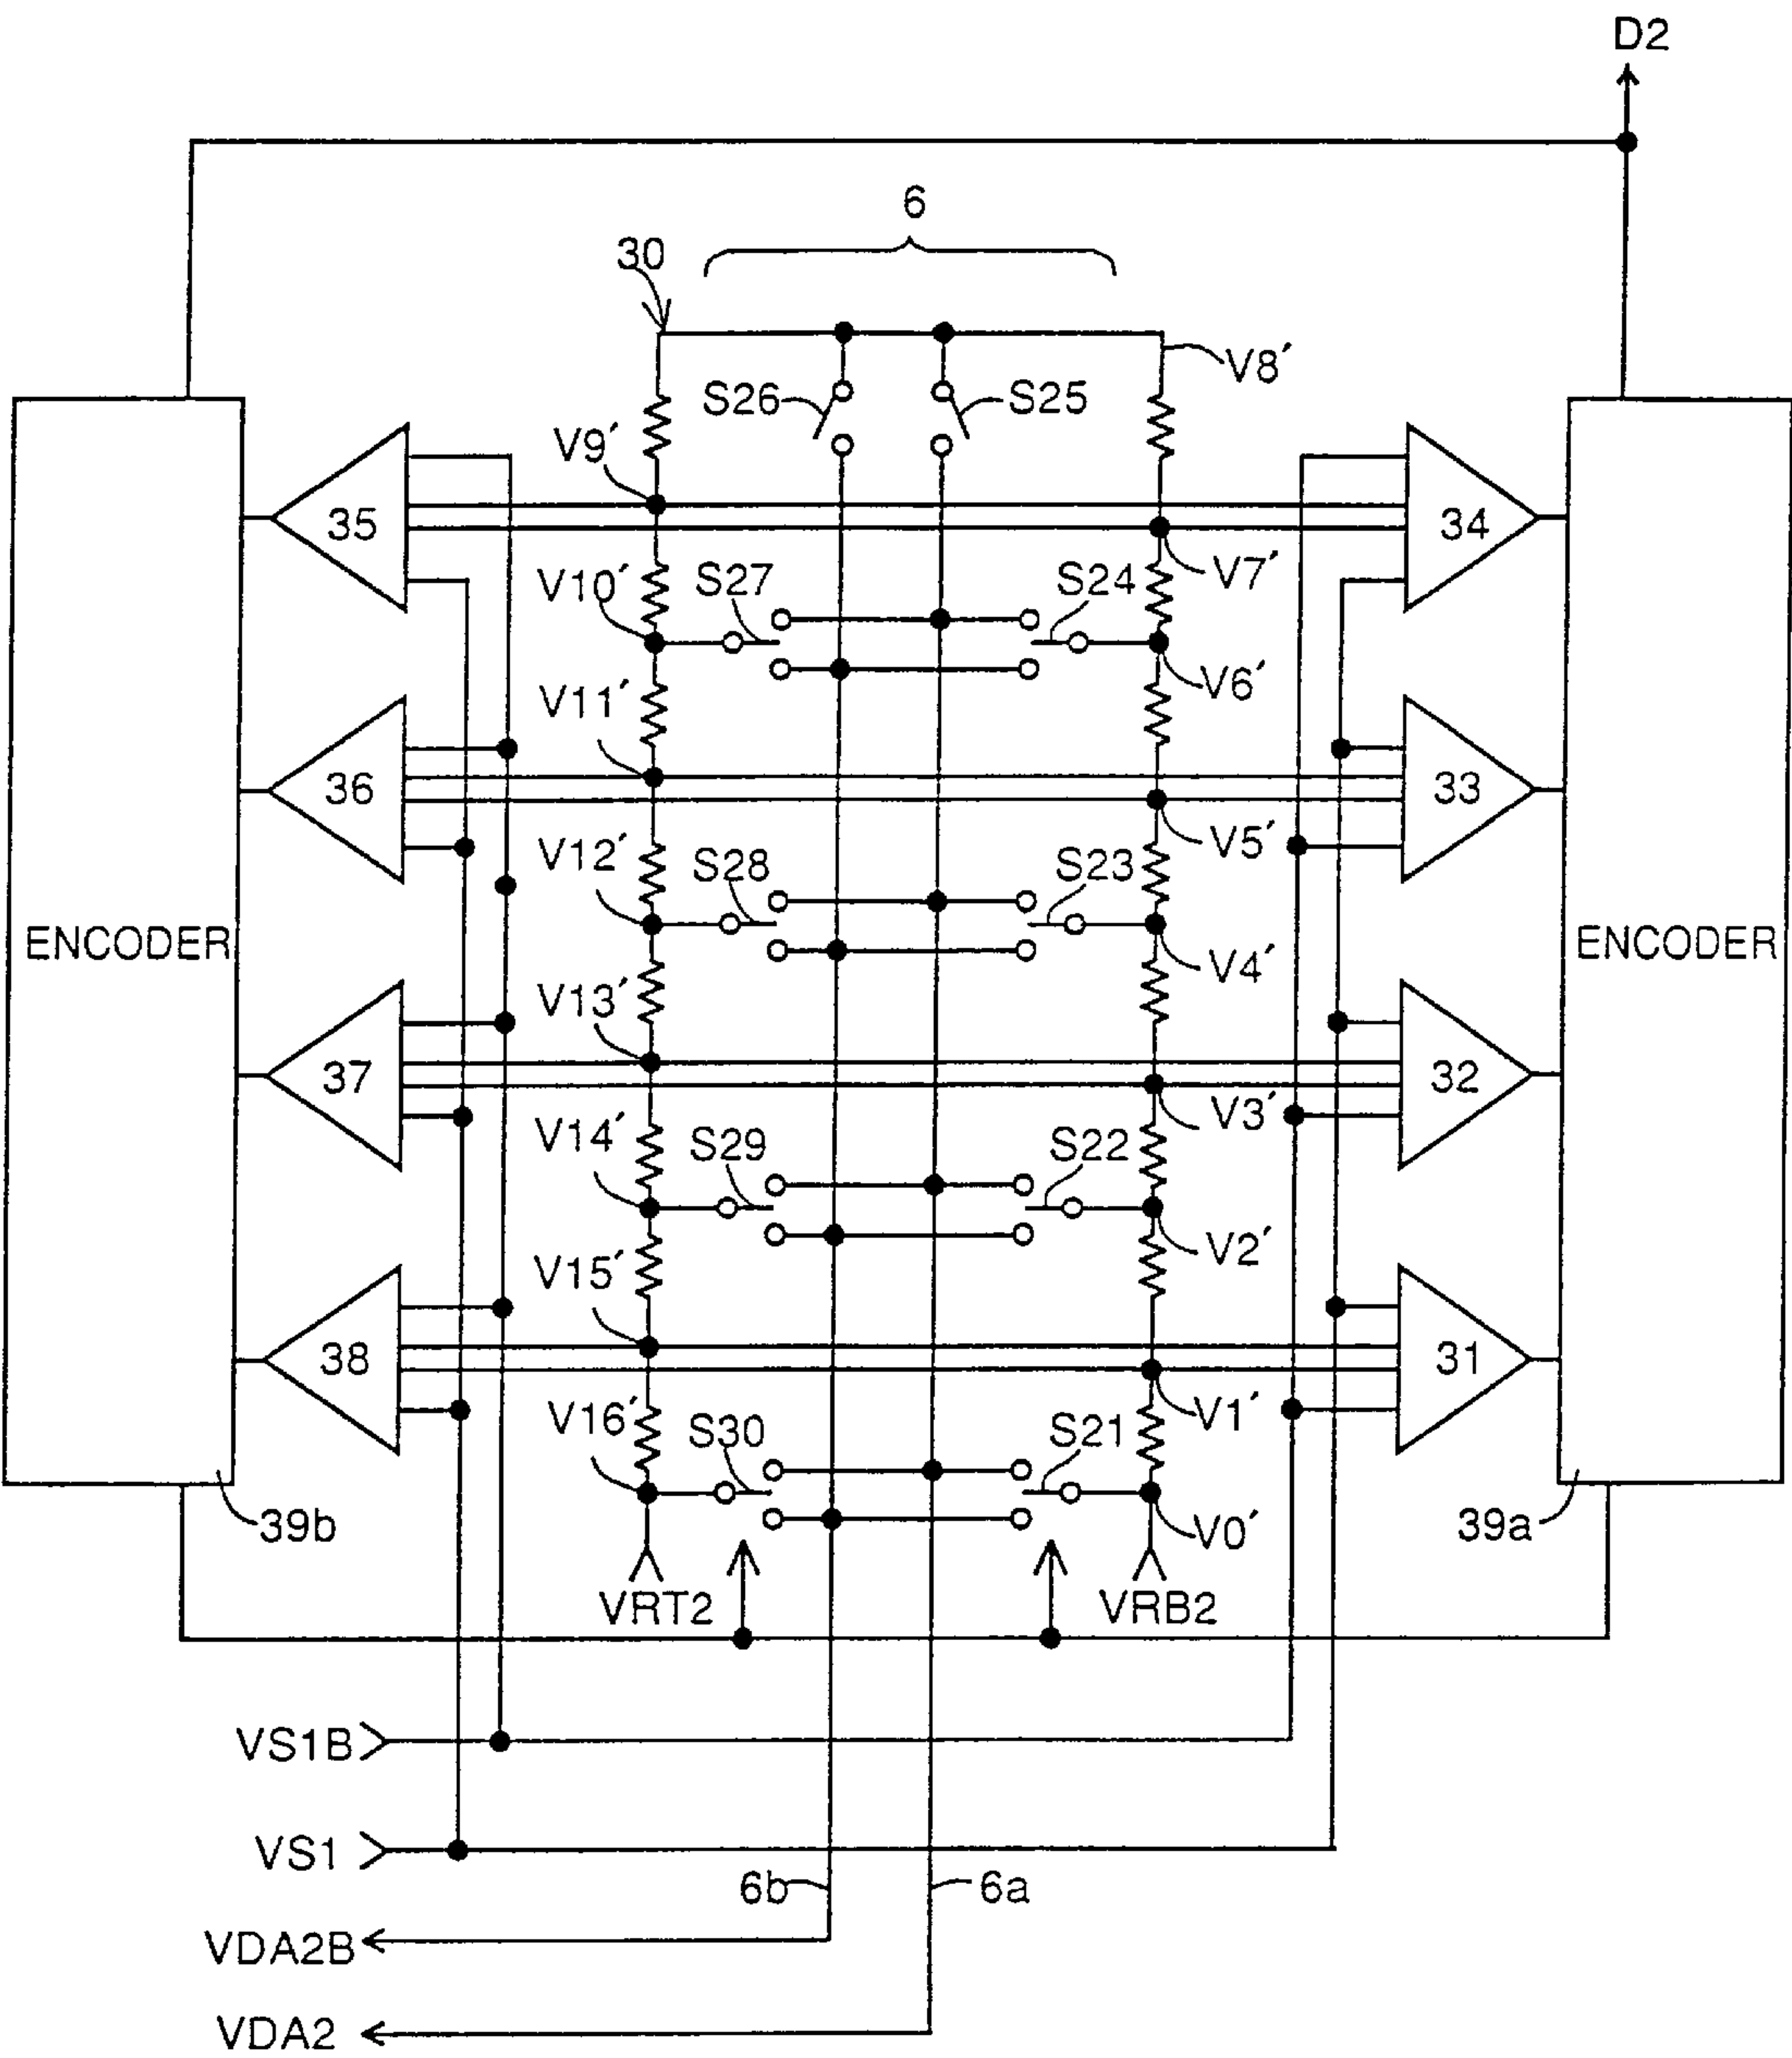 D2
6
30
V8´
S26
S25
V9´
35
34
V10´
S27
S24
V7´
V6´
V11´
36
33
V5´
V12´
S28
S23
ENCODER
ENCODER
V4´
V13´
37
32
V3´
V14´
S29
S22
V2´
V15´
38
31
V1´
V16´
S30
S21
39b
39a
V0´
VRT2
VRB2
VS1B
VS1
6b
6a
VDA2B
VDA2